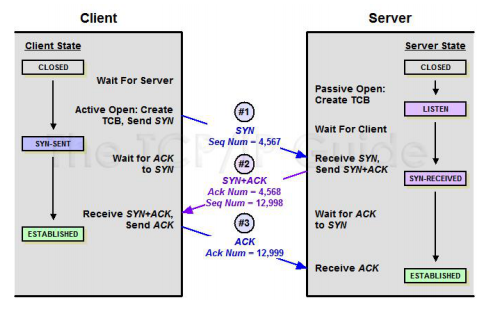 Client
Server
Client State
Server State
CLOSED
CLOSED
Wait For Server
Passive Open:
Create TCB
Active Open: Create
TCB, Send SYN
#1
LISTEN
SYN
Seq Num = 4,567
Wait For Client
SYN-SENT
The TCP/IP Guide
Wait for ACK
to SYN
#2
Receive SYN,
Send SYN+ACK
SYN+ACK
Ack Num = 4,568
Seq Num = 12,998
SYN-RECEIVED
Receive SYN+ACK,
Send ACK
#3
Wait for ACK
to SYN
ESTABLISHED
ACK
Ack Num = 12,999
Receive ACK
ESTABLISHED